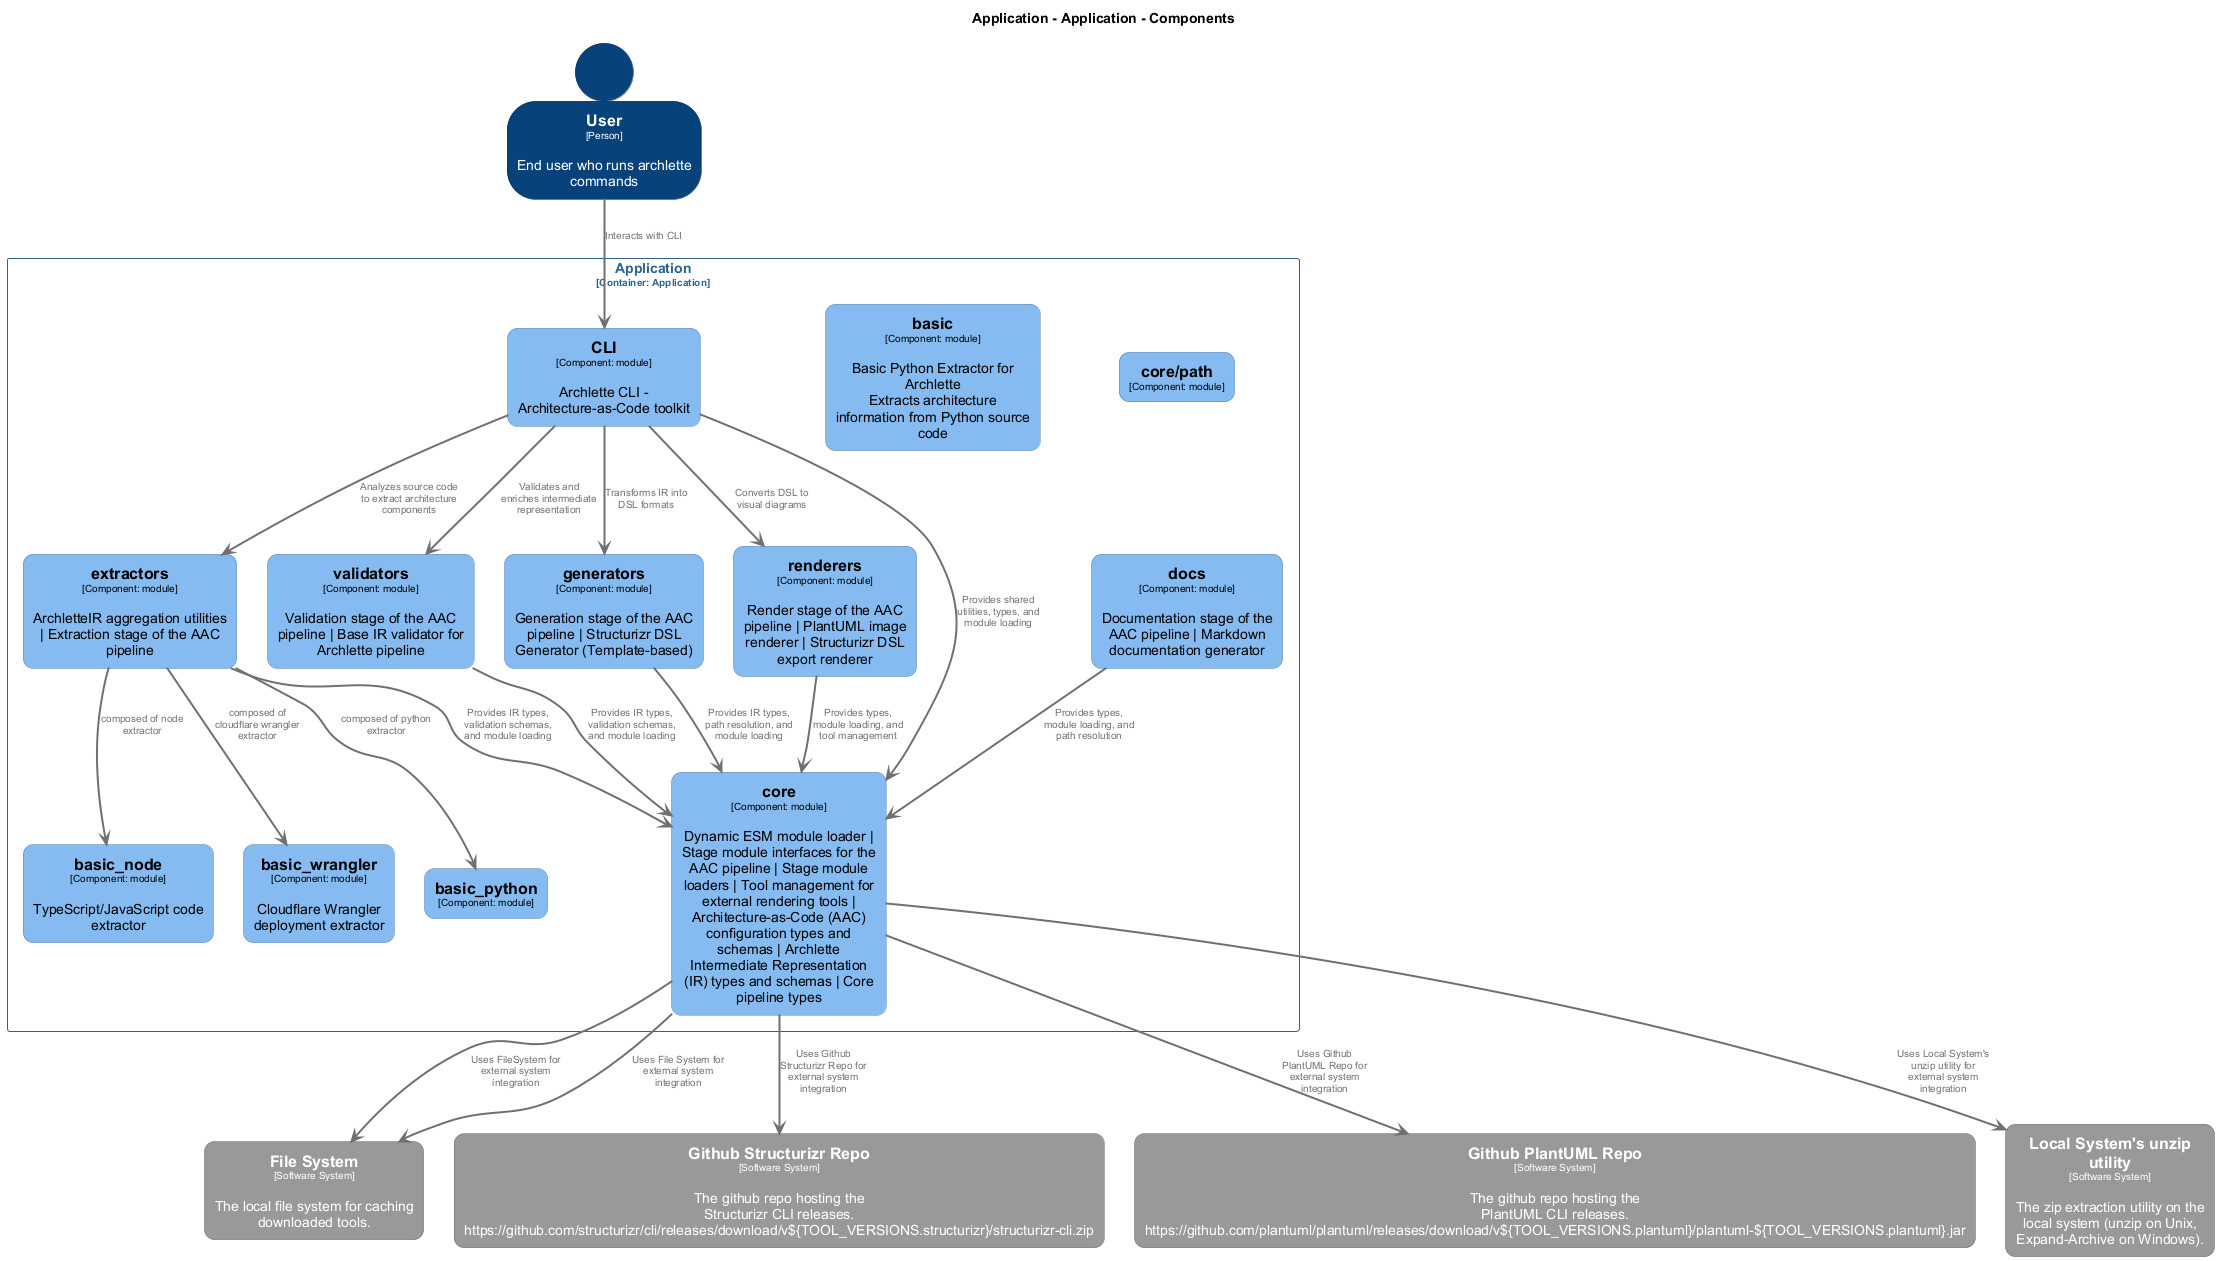 Application - Application - Components
User
[Person]
End user who runs archlette
commands
Interacts with CLI
Application
[Container: Application]
CLI
[Component: module]
Archlette CLI -
Architecture-as-Code toolkit
basic
[Component: module]
Basic Python Extractor for
Archlette
Extracts architecture
information from Python source
code
core/path
[Component: module]
Analyzes source code
to extract architecture
components
Validates and
enriches intermediate
representation
Transforms IR into
DSL formats
Converts DSL to
visual diagrams
Provides shared
utilities, types, and
module loading
extractors
[Component: module]
ArchletteIR aggregation utilities
| Extraction stage of the AAC
pipeline
validators
[Component: module]
Validation stage of the AAC
pipeline | Base IR validator for
Archlette pipeline
generators
[Component: module]
Generation stage of the AAC
pipeline | Structurizr DSL
Generator (Template-based)
renderers
[Component: module]
Render stage of the AAC
pipeline | PlantUML image
renderer | Structurizr DSL
export renderer
docs
[Component: module]
Documentation stage of the
AAC pipeline | Markdown
documentation generator
composed of node
extractor
composed of
cloudflare wrangler
extractor
composed of python
extractor
Provides IR types,
validation schemas,
and module loading
Provides IR types,
validation schemas,
and module loading
Provides IR types,
path resolution, and
module loading
Provides types,
module loading, and
tool management
Provides types,
module loading, and
path resolution
basic_node
[Component: module]
TypeScript/JavaScript code
extractor
basic_wrangler
[Component: module]
Cloudflare Wrangler
deployment extractor
basic_python
[Component: module]
core
[Component: module]
Dynamic ESM module loader |
Stage module interfaces for the
AAC pipeline | Stage module
loaders | Tool management for
external rendering tools |
Architecture-as-Code (AAC)
configuration types and
schemas | Archlette
Intermediate Representation
(IR) types and schemas | Core
pipeline types
Uses FileSystem for
external system
integration
Uses File System for
external system
integration
Uses Github
Structurizr Repo for
external system
integration
Uses Github
PlantUML Repo for
external system
integration
Uses Local System's
unzip utility for
external system
integration
File System
[Software System]
The local file system for caching
downloaded tools.
Github Structurizr Repo
[Software System]
The github repo hosting the
Structurizr CLI releases.
https://github.com/structurizr/cli/releases/download/v${TOOL_VERSIONS.structurizr}/structurizr-cli.zip
Github PlantUML Repo
[Software System]
The github repo hosting the
PlantUML CLI releases.
https://github.com/plantuml/plantuml/releases/download/v${TOOL_VERSIONS.plantuml}/plantuml-${TOOL_VERSIONS.plantuml}.jar
Local System's unzip
utility
[Software System]
The zip extraction utility on the
local system (unzip on Unix,
Expand-Archive on Windows).